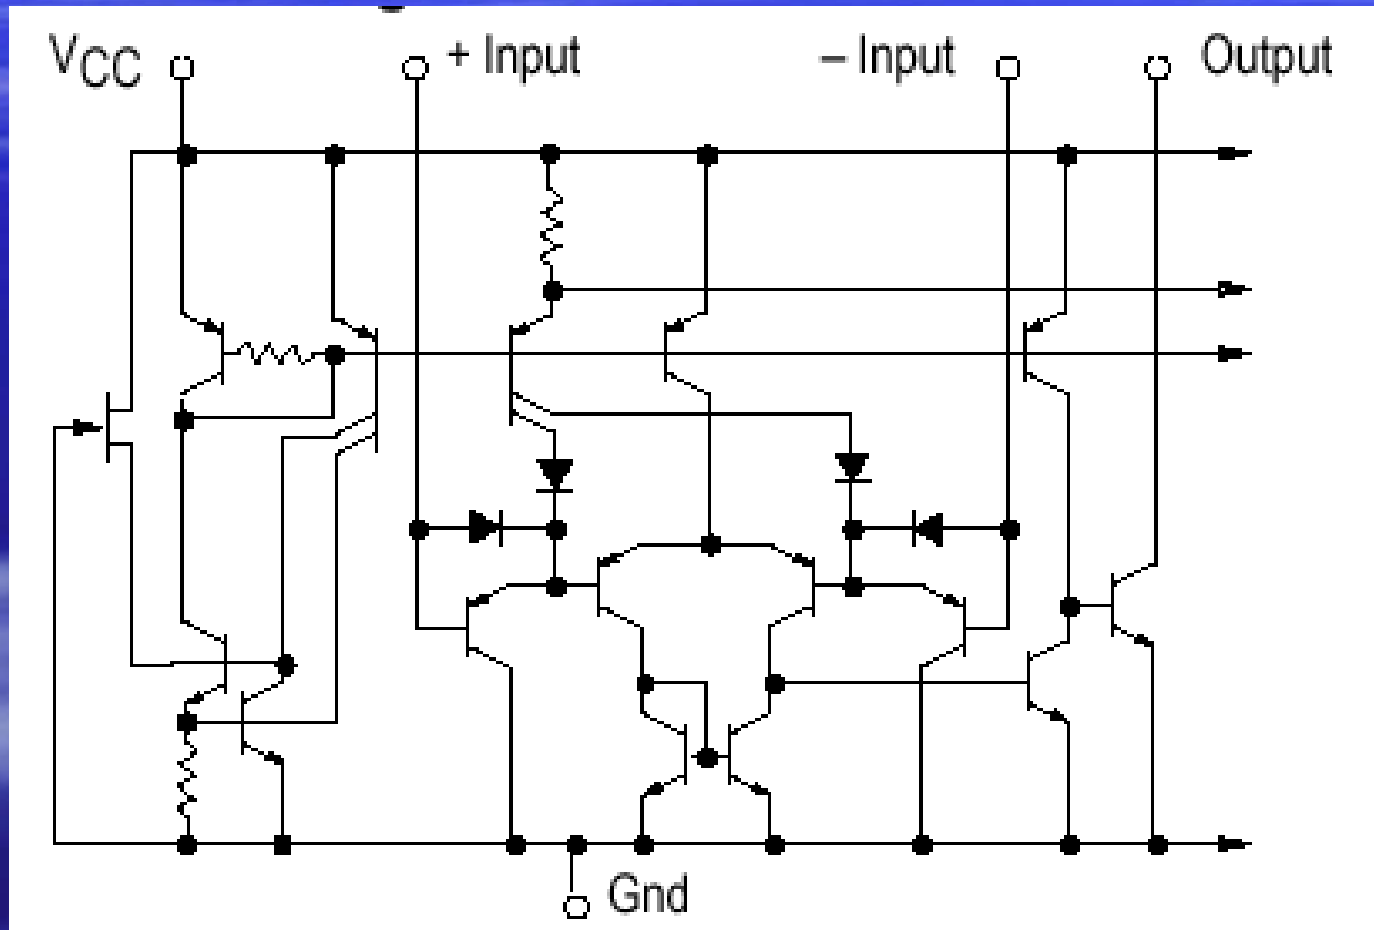 VCC
+ Input
– Input
Output
Gnd